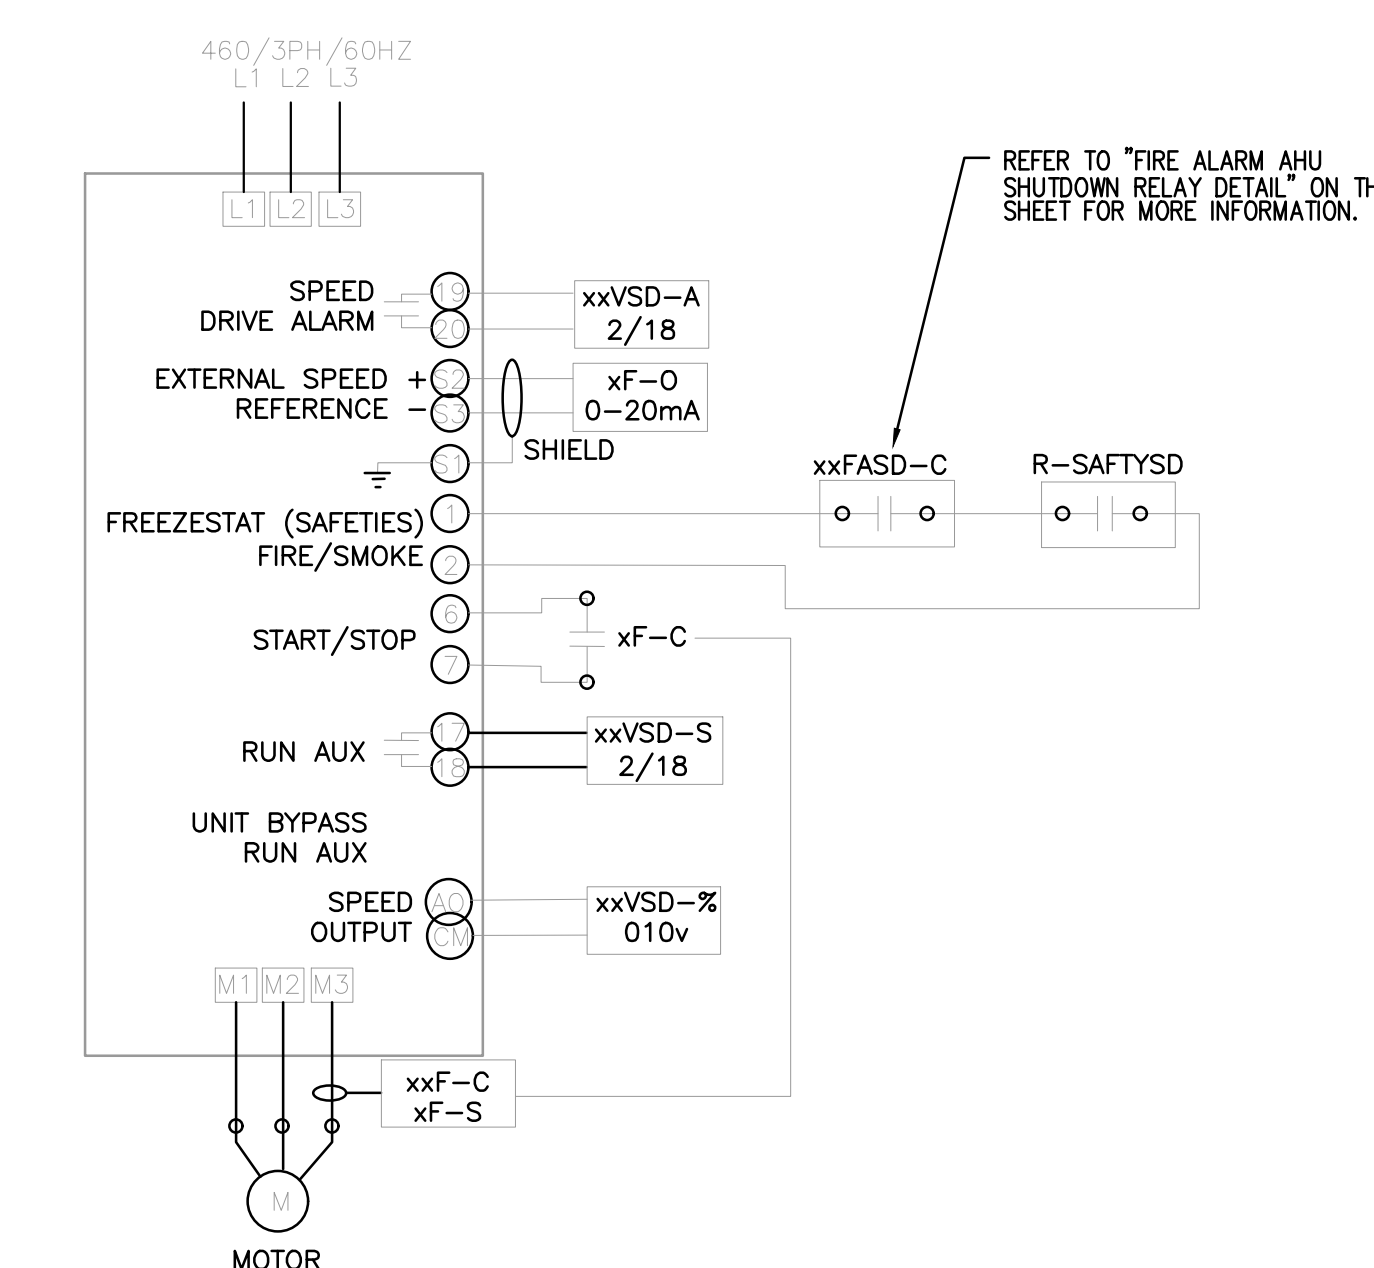 460/3PH/60HZ
L1 L2 L3
REFER TO "FIRE ALARM AHU
SHUTDOWN RELAY DETAIL" ON
SHEET FOR MORE INFORMATION.
L1 L2 L3
SPEED
DRIVE ALARM
19
20
xxVSD-A
2/18
EXTERNAL SPEED +
REFERENCE -
S2
S3
xF-O
0-20mA
SHIELD
S1
xxFASD-C
R-SAFTYSD
FREEZESTAT (SAFETIES)
FIRE/SMOKE
1
2
START/STOP
6
7
xF-C
RUN AUX
17
18
xxVSD-S
2/18
UNIT BYPASS
RUN AUX
SPEED
OUTPUT
AO
CM
xxVSD-%
010v
M1 M2 M3
xxF-C
xF-S
M
MOTOR